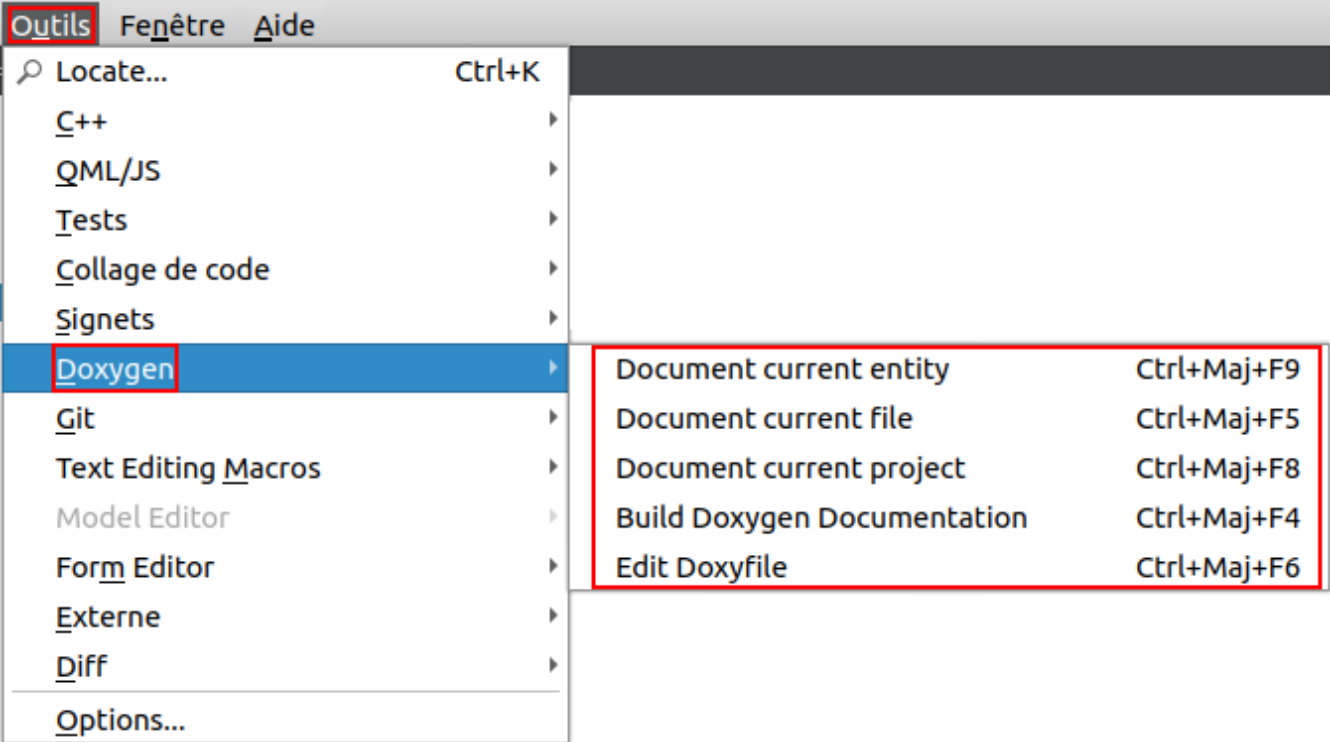 Outils Fenêtre Aide
Locate... Ctrl+K
C++
QML/JS
Tests
Collage de code
Signets
Doxygen Document current entity Ctrl+Maj+F9
Git Document current file Ctrl+Maj+F5
Text Editing Macros Document current project Ctrl+Maj+F8
Model Editor Build Doxygen Documentation Ctrl+Maj+F4
Form Editor Edit Doxyfile Ctrl+Maj+F6
Externe
Diff
Options...